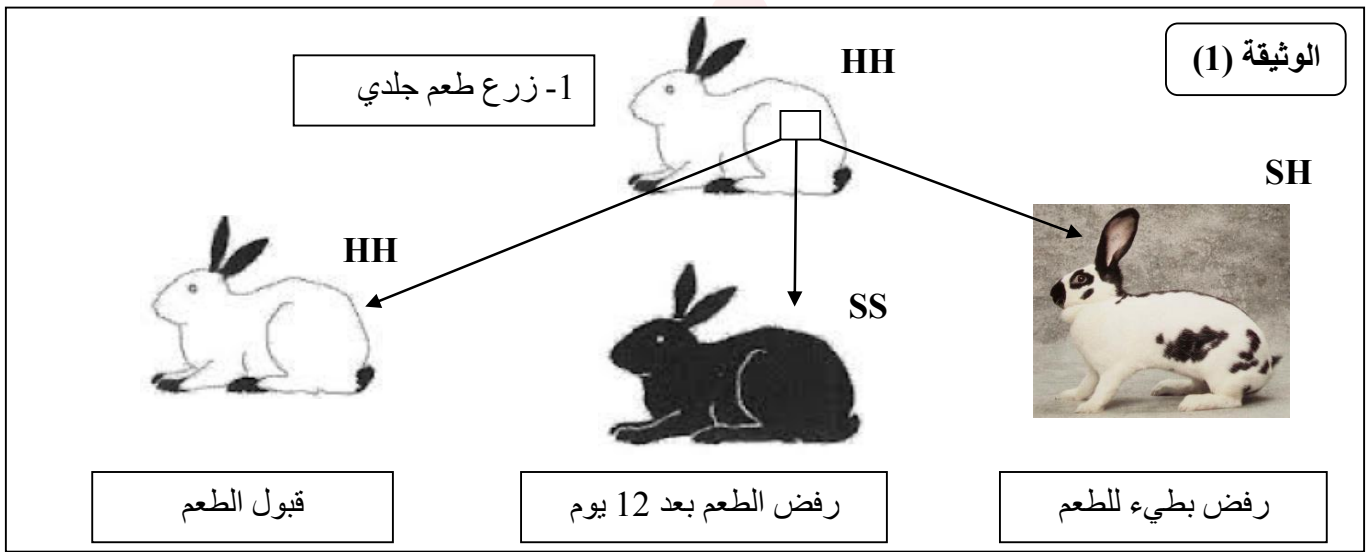 الوثيقة (1)
HH
1- زرع طعم جلدي
SH
HH
SS
رفض بطيء للطعم
رفض الطعم بعد 12 يوم
قبول الطعم